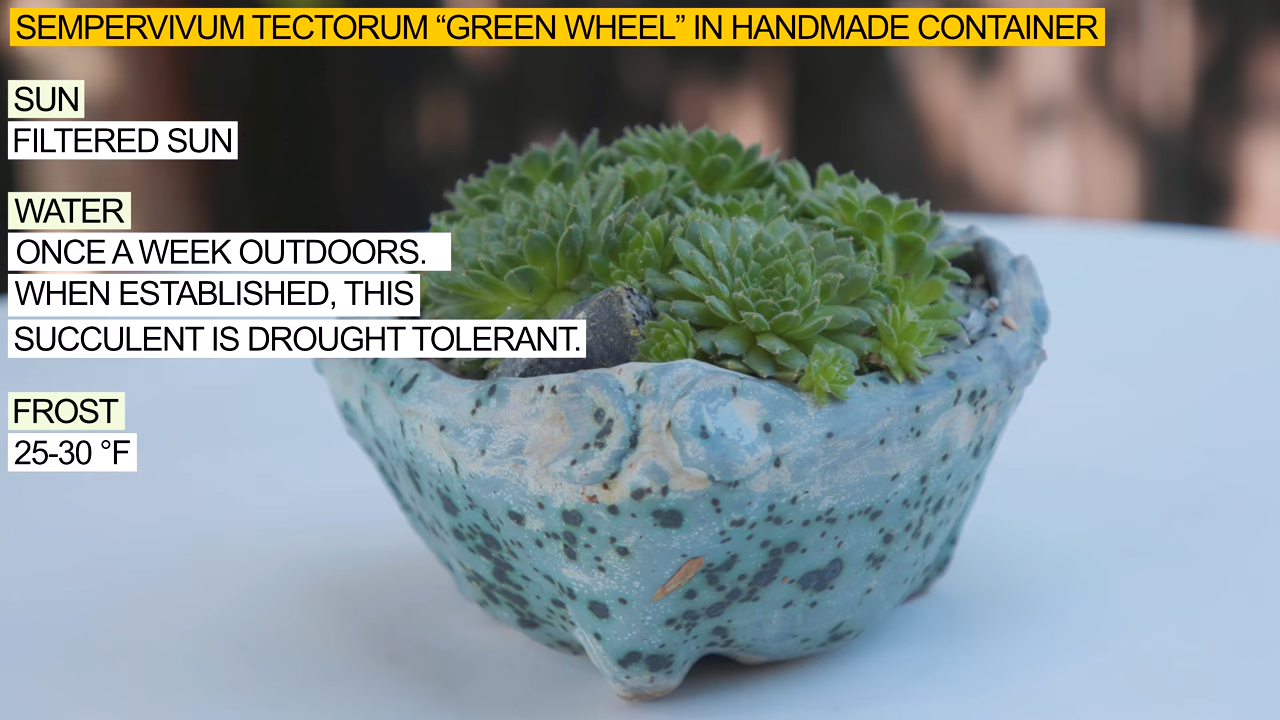 SEMPERVIVUM TECTORUM “GREEN WHEEL” IN HANDMADE CONTAINER
SUN
FILTERED SUN
WATER
ONCE A WEEK OUTDOORS.
WHEN ESTABLISHED, THIS
SUCCULENT IS DROUGHT TOLERANT.
FROST
25-30 °F